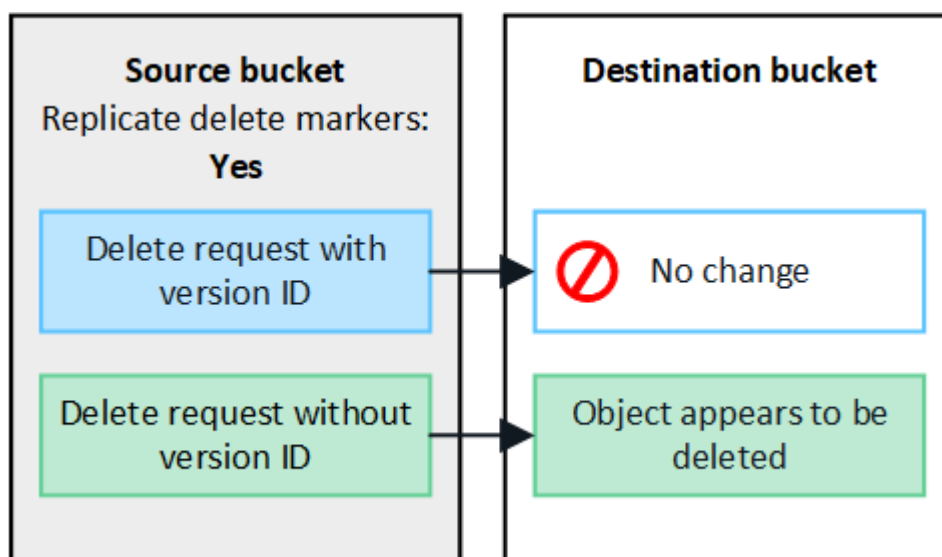 Source bucket
Replicate delete markers:
Yes
Delete request with
version ID
Delete request without
version ID
Destination bucket
No change
Object appears to be
deleted